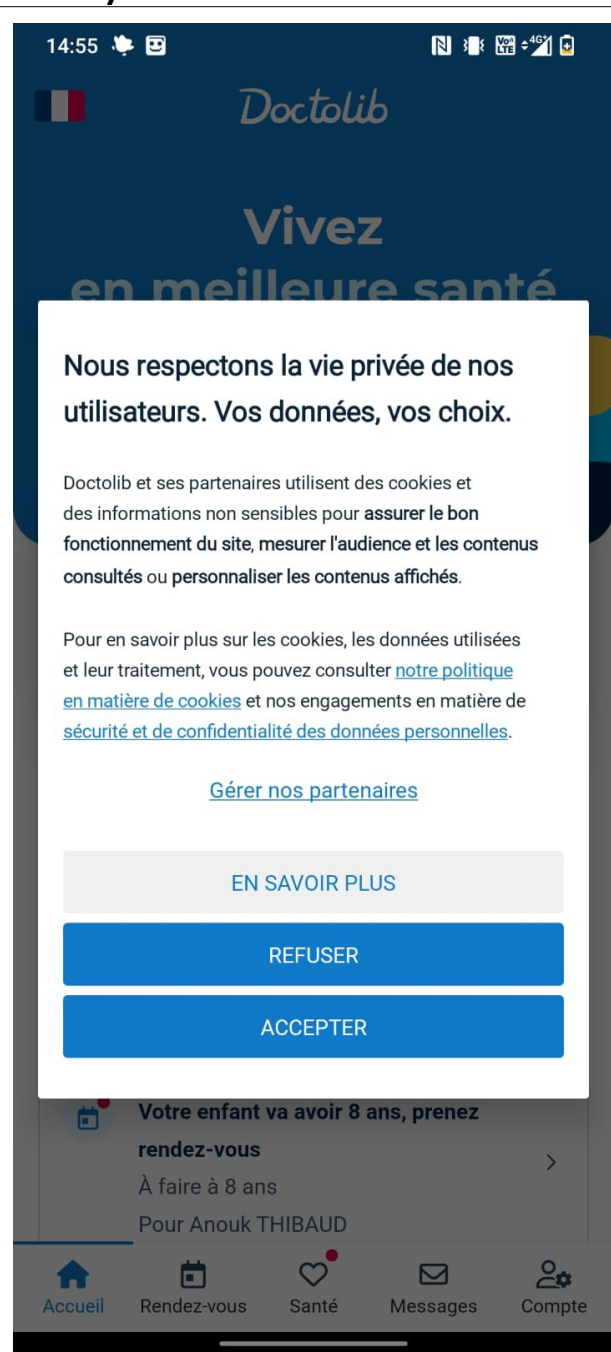 14:55
VoA
LTE
4G+
Doctolib
Vivez
en meilleure santé
Nous respectons la vie privée de nos
utilisateurs. Vos données, vos choix.
Doctolib et ses partenaires utilisent des cookies et
des informations non sensibles pour assurer le bon
fonctionnement du site, mesurer l'audience et les contenus
consultés ou personnaliser les contenus affichés.
Pour en savoir plus sur les cookies, les données utilisées
et leur traitement, vous pouvez consulter notre politique
en matière de cookies et nos engagements en matière de
sécurité et de confidentialité des données personnelles.
Gérer nos partenaires
EN SAVOIR PLUS
REFUSER
ACCEPTER
Votre enfant va avoir 8 ans, prenez
rendez-vous
À faire à 8 ans
Pour Anouk THIBAUD
Accueil Rendez-vous Santé Messages Compte